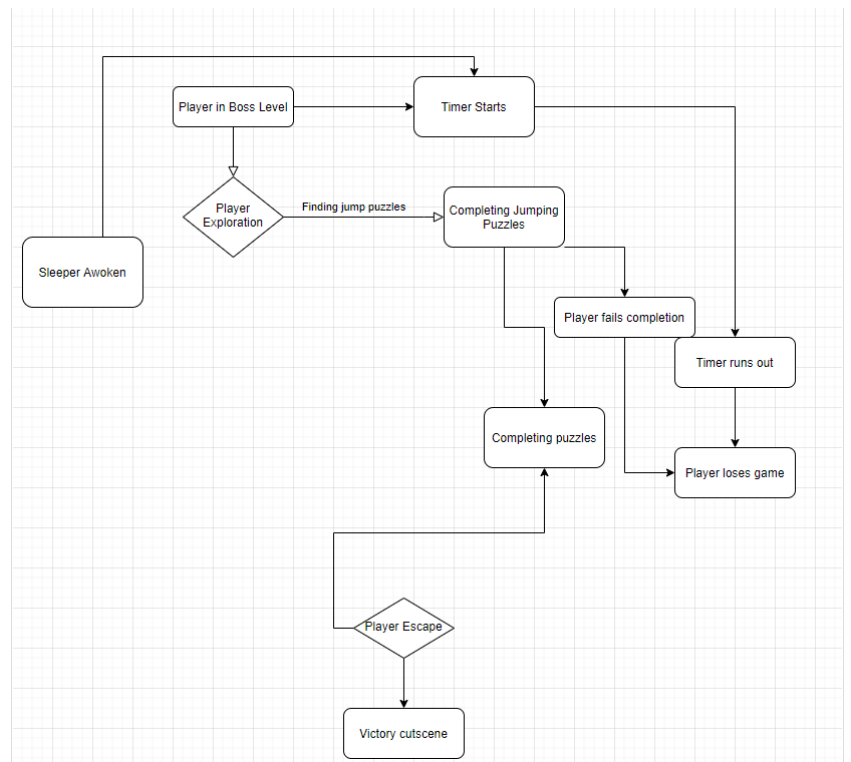 Player in Boss Level
Timer Starts
Player
Exploration
Finding jump puzzles
Completing Jumping
Puzzles
Sleeper Awoken
Player fails completion
Timer runs out
Completing puzzles
Player loses game
Player Escape
Victory cutscene